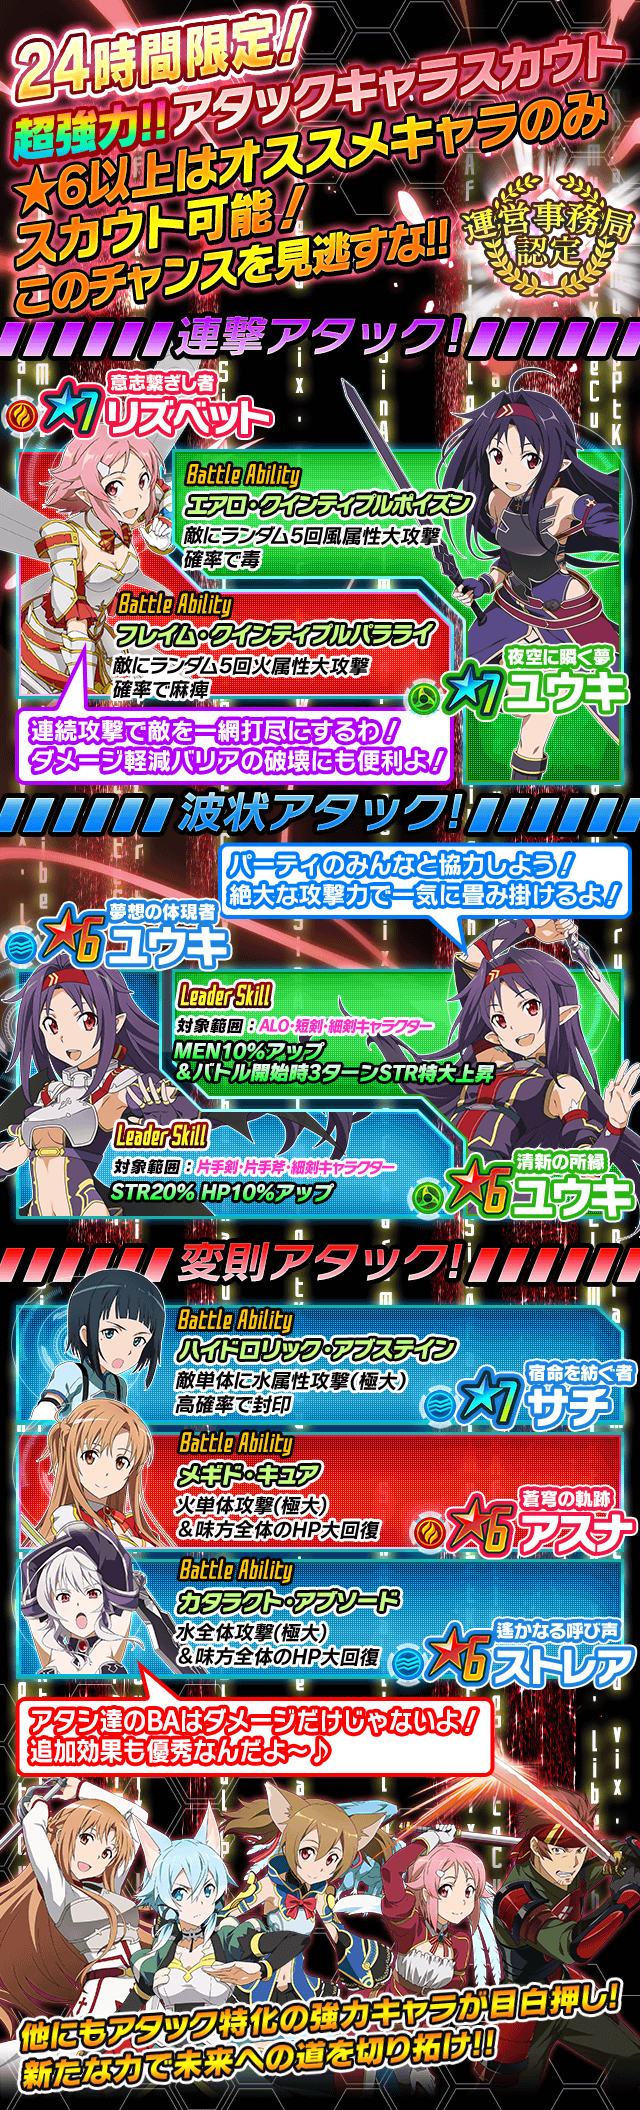 24時間限定!
超強力!!アタックキャラスカウト
★6以上はオススメキャラのみ
スカウト可能!
このチャンスを見逃すな!!
運営事務局
認定
連撃アタック!
意志繋ぎし者
★7 リズベット
Battle Ability
エアロ・クインティプルポイズン
敵にランダム5回風属性大攻撃
確率で毒
Battle Ability
フレイム・クインティプルパラライ
敵にランダム5回火属性大攻撃
確率で麻痺
夜空に瞬く夢
★7 ユウキ
連続攻撃で敵を一網打尽にするわ!
ダメージ軽減バリアの破壊にも便利よ!
波状アタック!
パーティのみんなと協力しよう!
絶大な攻撃力で一気に畳み掛けるよ!
夢想の体現者
★6 ユウキ
Leader Skill
対象範囲:ALO・短剣・細剣キャラクター
MEN10%アップ
&バトル開始時3ターンSTR特大上昇
Leader Skill
対象範囲:片手剣・片手斧・細剣キャラクター
STR20% HP10%アップ
清新の所縁
★6 ユウキ
変則アタック!
Battle Ability
ハイドロリック・アブステイン
敵単体に水属性攻撃(極大)
高確率で封印
宿命を紡ぐ者
★7 サチ
Battle Ability
メギド・キュア
火単体攻撃(極大)
&味方全体のHP大回復
蒼穹の軌跡
★6 アスナ
Battle Ability
カタラクト・アブソード
水全体攻撃(極大)
&味方全体のHP大回復
遙かなる呼び声
★6 ストレア
アタシ達のBAはダメージだけじゃないよ!
追加効果も優秀なんだよ～♪
他にもアタック特化の強力キャラが目白押し!
新たな力で未来への道を切り拓け!!